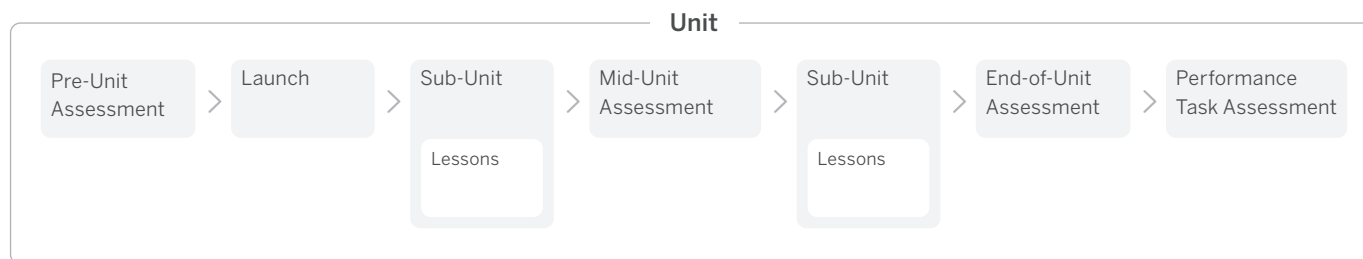 Unit
Pre-Unit
Assessment
Launch
Sub-Unit
Lessons
Mid-Unit
Assessment
Sub-Unit
Lessons
End-of-Unit
Assessment
Performance
Task Assessment